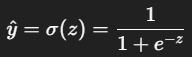 ŷ = σ(z) = 1 / (1 + e^{-z})